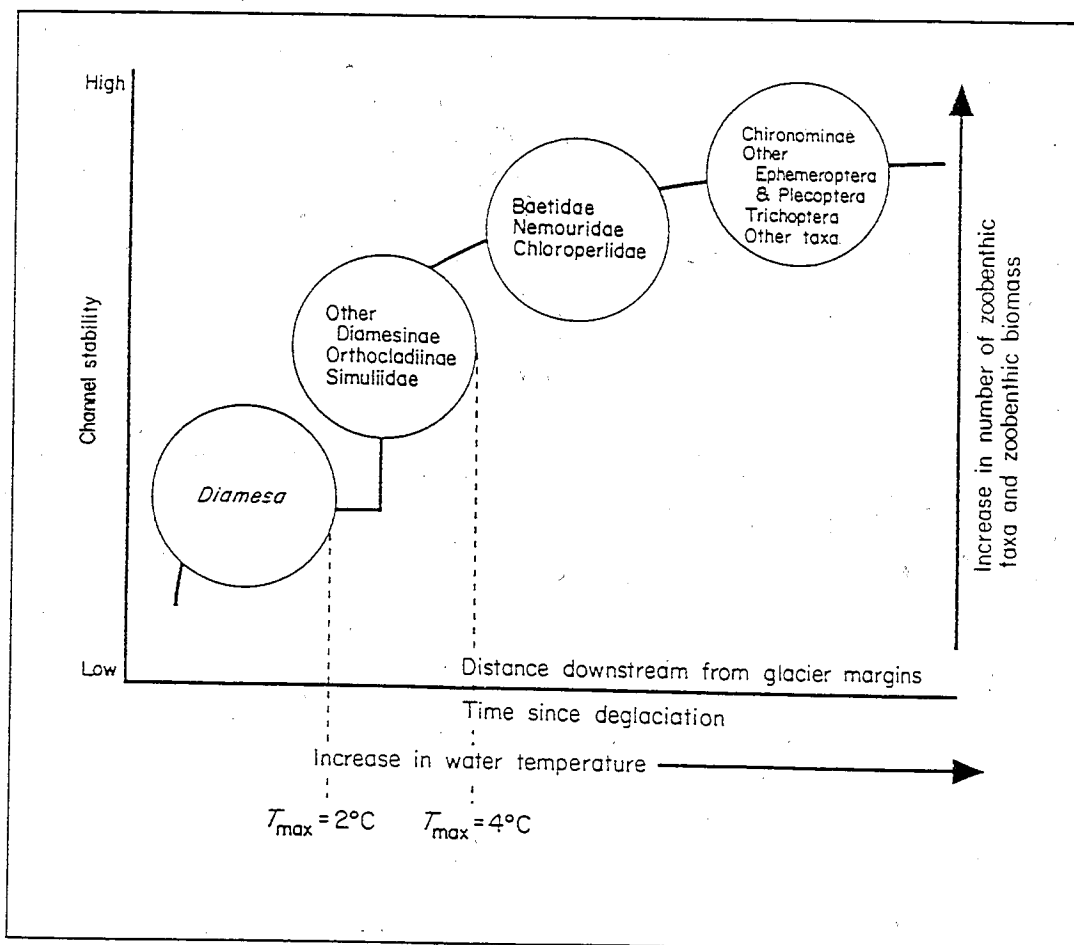 High
Channel stability
Low
Diamesa
Other
Diamesinae
Orthocladiinae
Simuliidae
Baetidae
Nemouridae
Chloroperlidae
Chironominae
Other
Ephemeroptera
& Plecoptera
Trichoptera
Other taxa
Increase in number of zoobenthic
taxa and zoobenthic biomass
Distance downstream from glacier margins
Time since deglaciation
Increase in water temperature
Tmax = 2°C
Tmax = 4°C